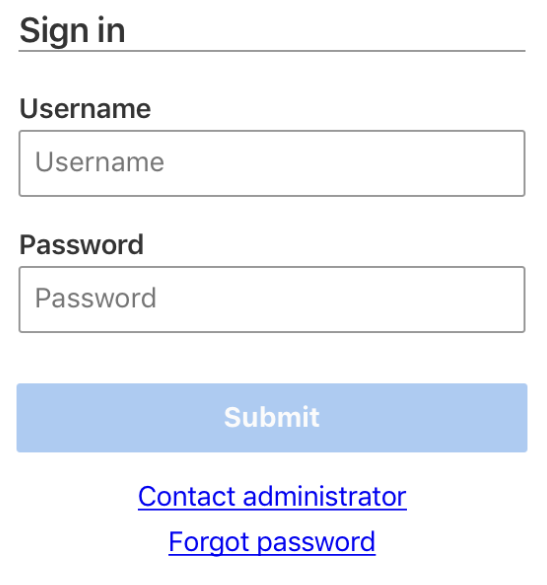 Sign in
Username
Username
Password
Password
Submit
Contact administrator
Forgot password